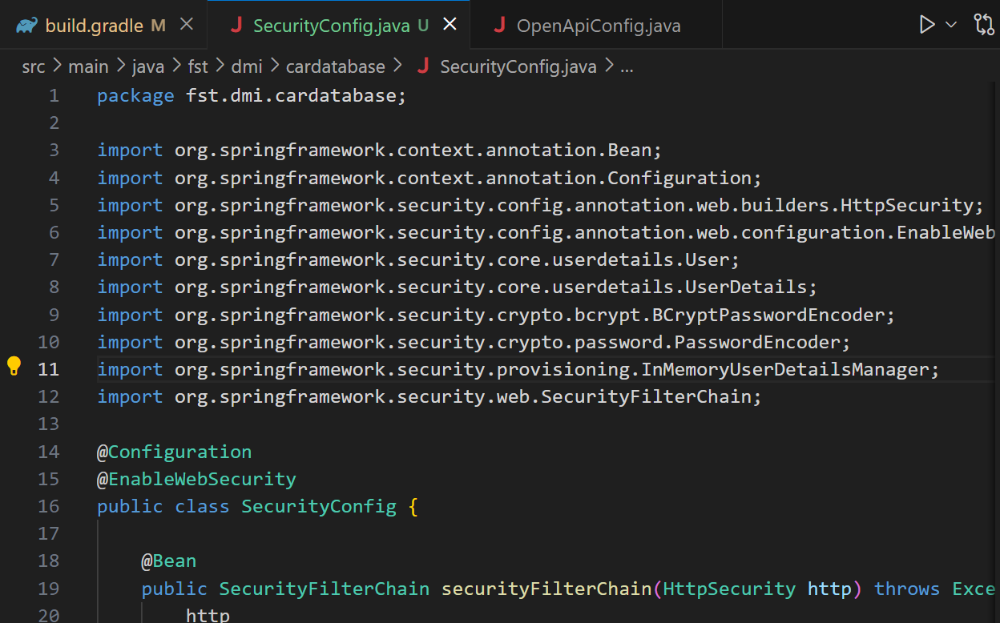 build.gradle M
SecurityConfig.java U
OpenApiConfig.java
src > main > java > fst > dmi > cardatabase > SecurityConfig.java > ...
1 package fst.dmi.cardatabase;
2
3 import org.springframework.context.annotation.Bean;
4 import org.springframework.context.annotation.Configuration;
5 import org.springframework.security.config.annotation.web.builders.HttpSecurity;
6 import org.springframework.security.config.annotation.web.configuration.EnableWeb
7 import org.springframework.security.core.userdetails.User;
8 import org.springframework.security.core.userdetails.UserDetails;
9 import org.springframework.security.crypto.bcrypt.BCryptPasswordEncoder;
10 import org.springframework.security.crypto.password.PasswordEncoder;
11 import org.springframework.security.provisioning.InMemoryUserDetailsManager;
12 import org.springframework.security.web.SecurityFilterChain;
13
14 @Configuration
15 @EnableWebSecurity
16 public class SecurityConfig {
17
18 @Bean
19 public SecurityFilterChain securityFilterChain(HttpSecurity http) throws Exce
20 http